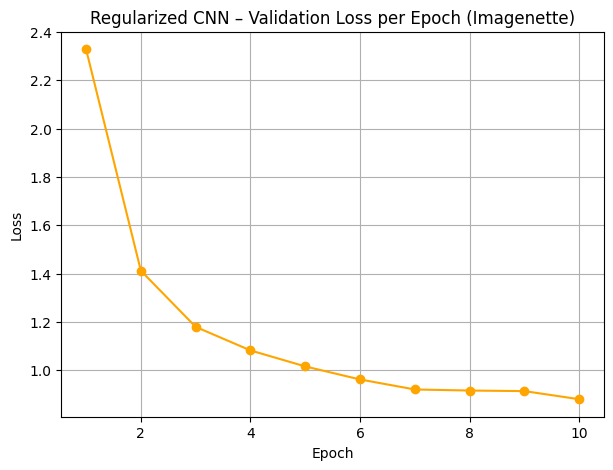 Regularized CNN – Validation Loss per Epoch (Imagenette)
2.4
2.2
2.0
1.8
1.6
1.4
1.2
1.0
Loss
2 4 6 8 10
Epoch